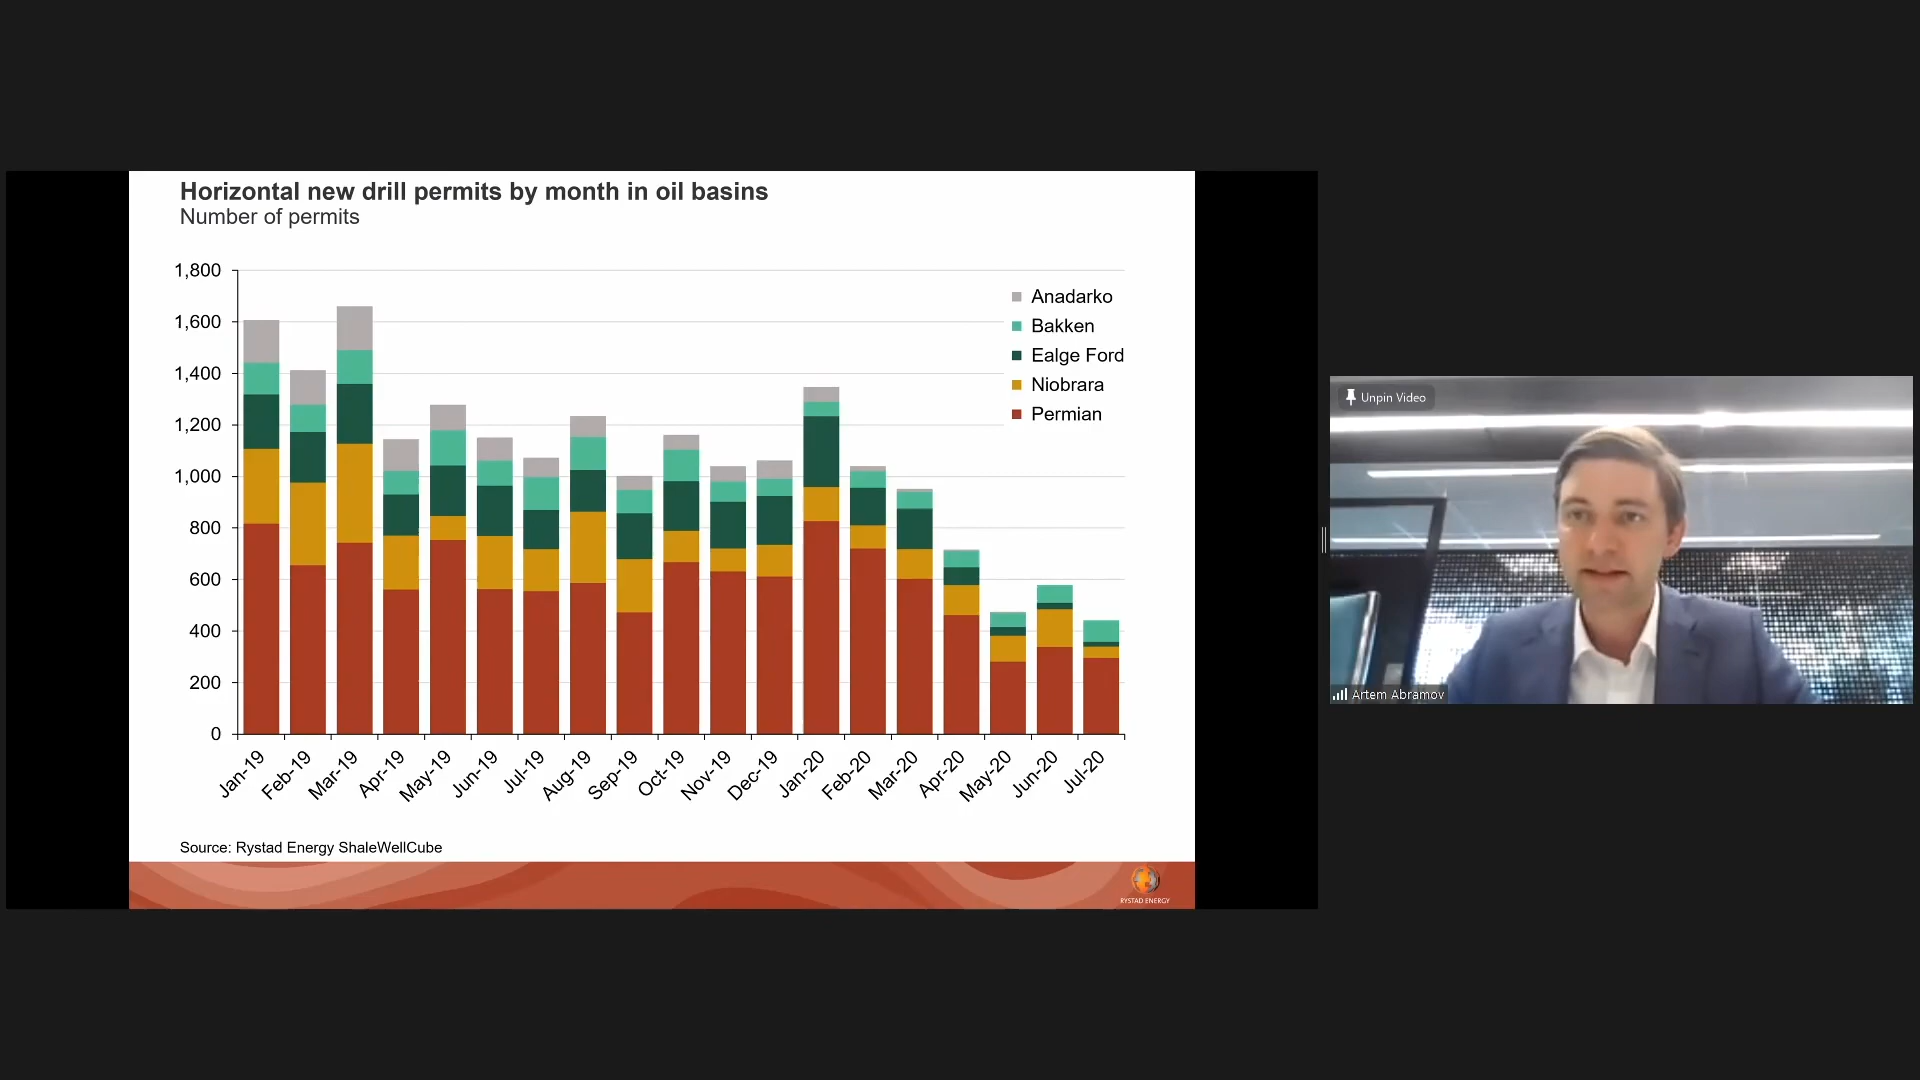 Horizontal new drill permits by month in oil basins
Number of permits
1,800
1,600
1,400
1,200
1,000
800
600
400
200
0
Anadarko
Bakken
Ealge Ford
Niobrara
Permian
Jan-19
Feb-19
Mar-19
Apr-19
May-19
Jun-19
Jul-19
Aug-19
Sep-19
Oct-19
Nov-19
Dec-19
Jan-20
Feb-20
Mar-20
Apr-20
May-20
Jun-20
Jul-20
Source: Rystad Energy ShaleWellCube
RYSTAD ENERGY
Unpin Video
Artem Abramov